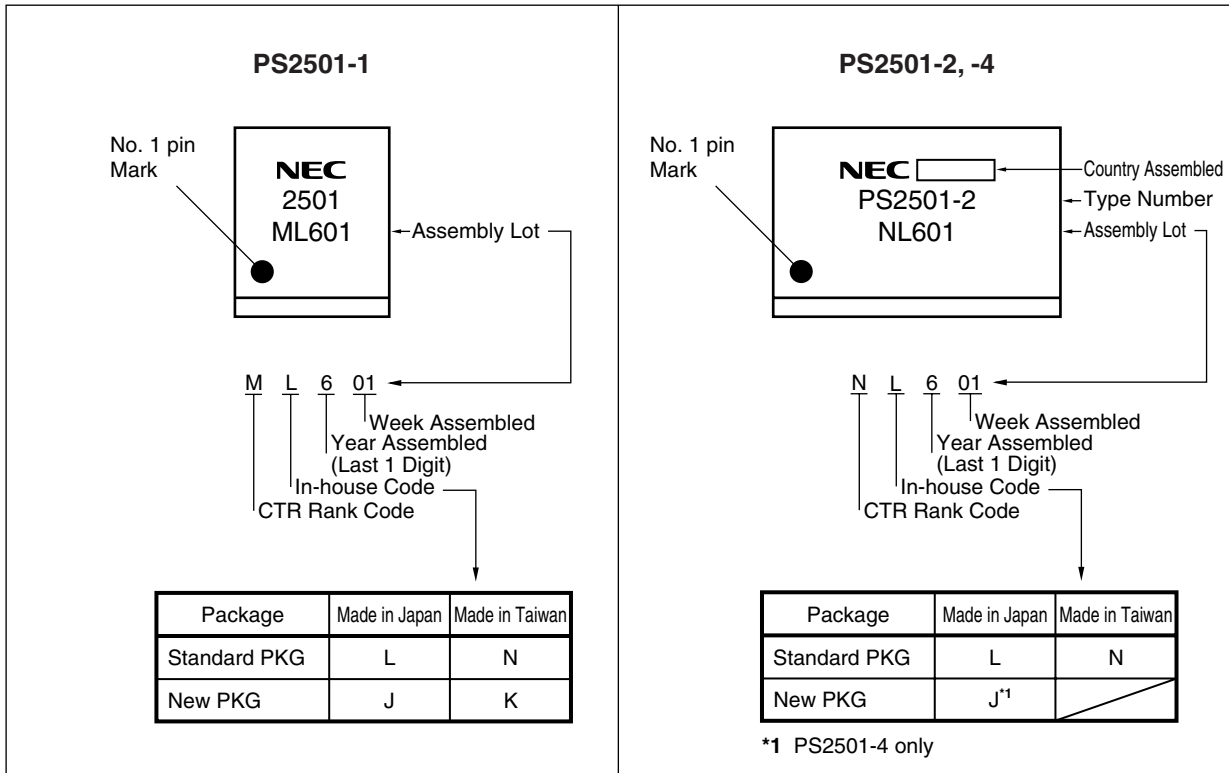 PS2501-1
No. 1 pin
Mark
NEC
2501
ML601
Assembly Lot
M L 6 01
Week Assembled
Year Assembled
(Last 1 Digit)
In-house Code
CTR Rank Code
Package Made in Japan Made in Taiwan
Standard PKG L N
New PKG J K
PS2501-2, -4
No. 1 pin
Mark
NEC
Country Assembled
PS2501-2
Type Number
NL601
Assembly Lot
N L 6 01
Week Assembled
Year Assembled
(Last 1 Digit)
In-house Code
CTR Rank Code
Package Made in Japan Made in Taiwan
Standard PKG L N
New PKG J*1
*1 PS2501-4 only